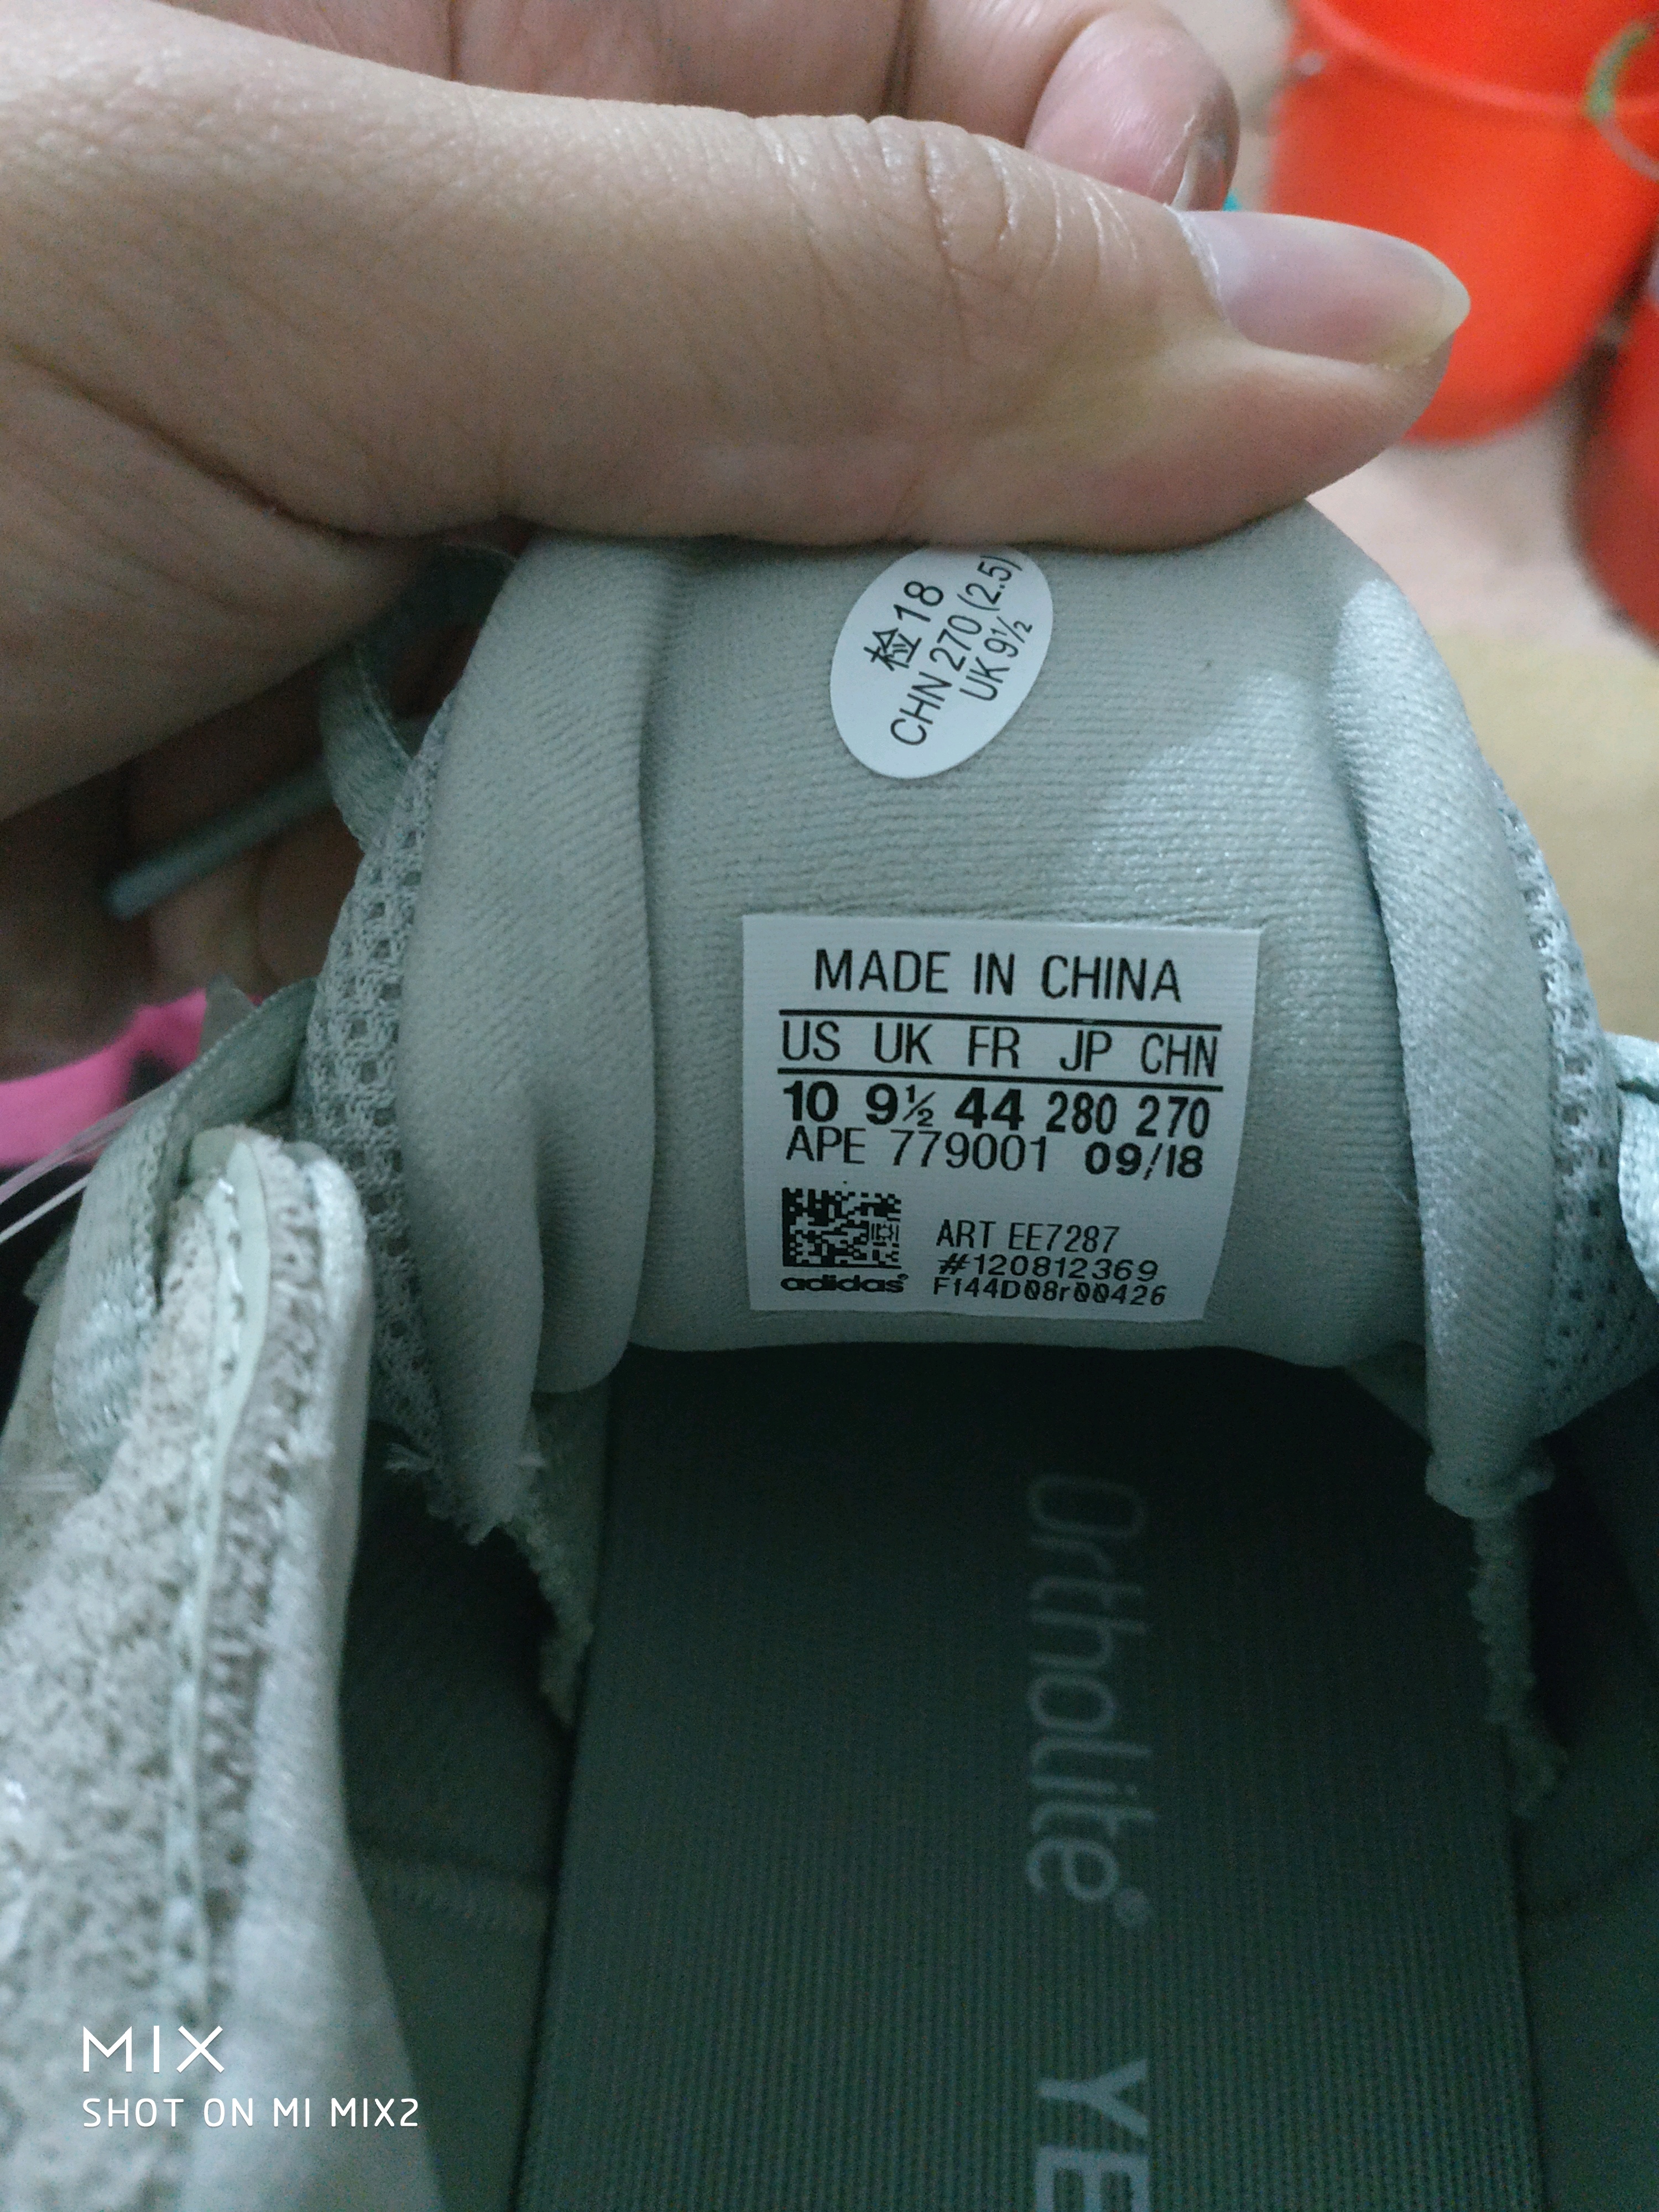 检18
CHN 270 (2.5)
UK 9½
MADE IN CHINA
US UK FR JP CHN
10 9½ 44 280 270
APE 779001 09/18
ART EE7287
#120812369
adidas® F144D08r00426
Ortholite®
YE
MIX
SHOT ON MI MIX2